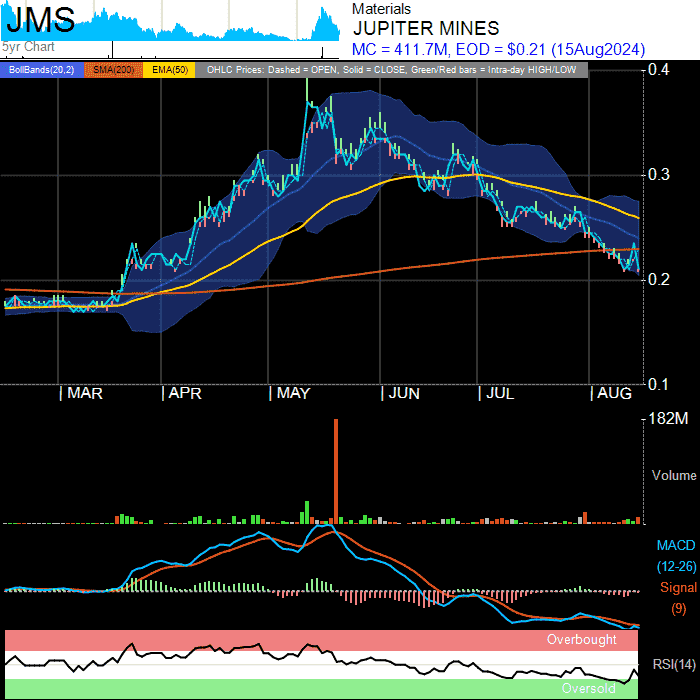 JMS
5yr Chart
Materials
JUPITER MINES
MC = 411.7M, EOD = $0.21 (15Aug2024)
BollBands(20,2) SMA(200) EMA(50) OHLC Prices: Dashed = OPEN, Solid = CLOSE, Green/Red bars = Intra-day HIGH/LOW
0.4
0.3
0.2
0.1
MAR APR MAY JUN JUL AUG
182M
Volume
MACD
(12-26)
Signal
(9)
Overbought
RSI(14)
Oversold